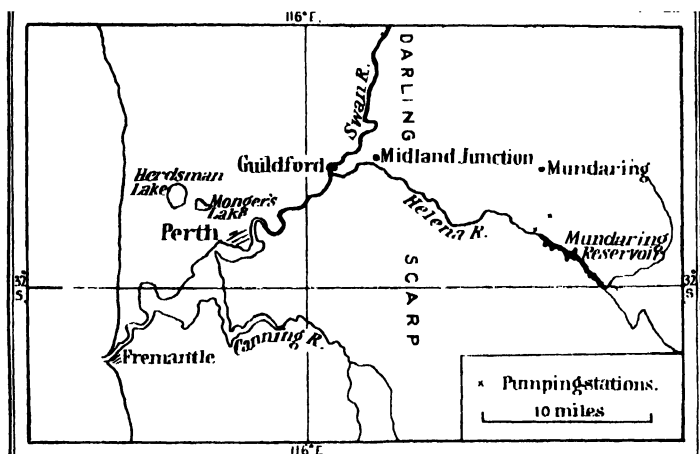 116° E.
DARLING
Swan R.
Guildford
Midland Junction
Mundaring
Herdsman
Lake
Monger's
Lake
Perth
Helena R.
Mundaring
Reservoir
32°
S.
32°
S.
SCARP
Fremantle
Canning R.
× Pumping stations.
10 miles
116° E.